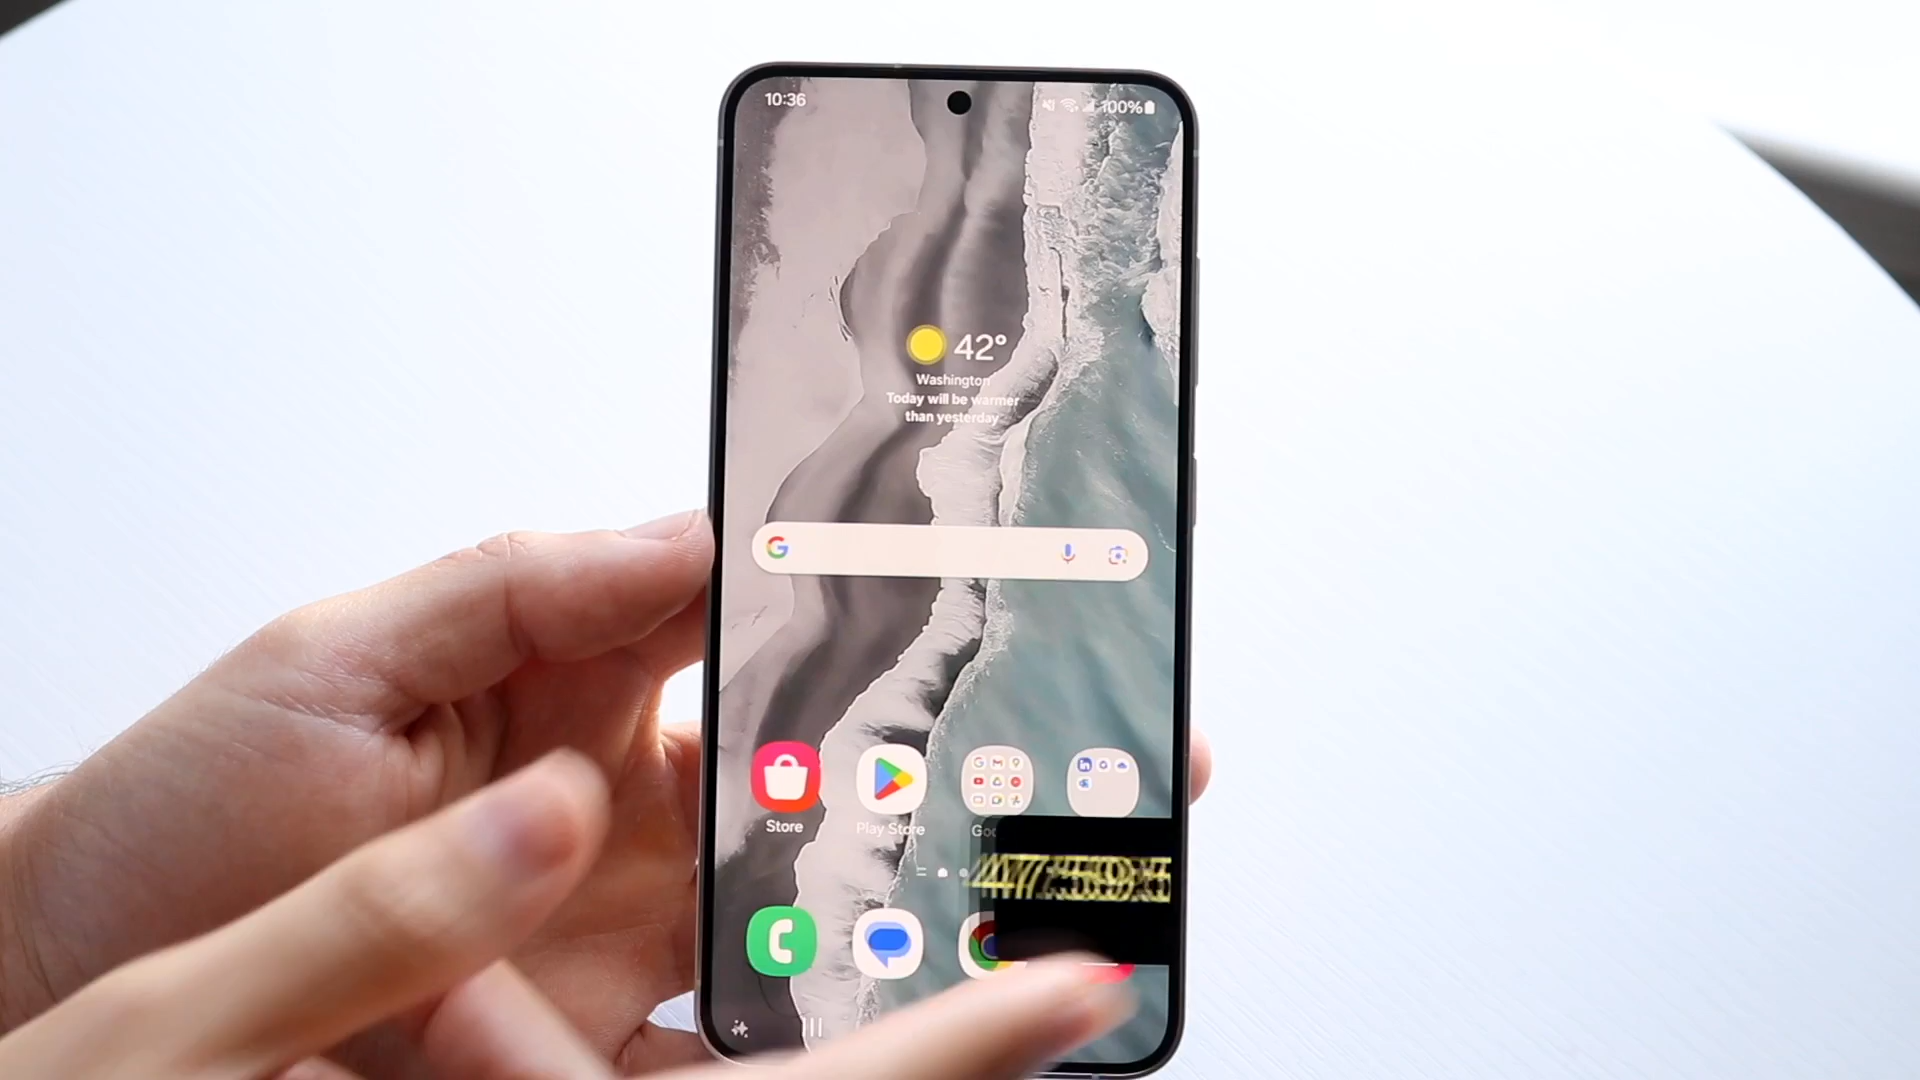 10:36
100%
42°
Washington
Today will be warmer
than yesterday
Store
Play Store